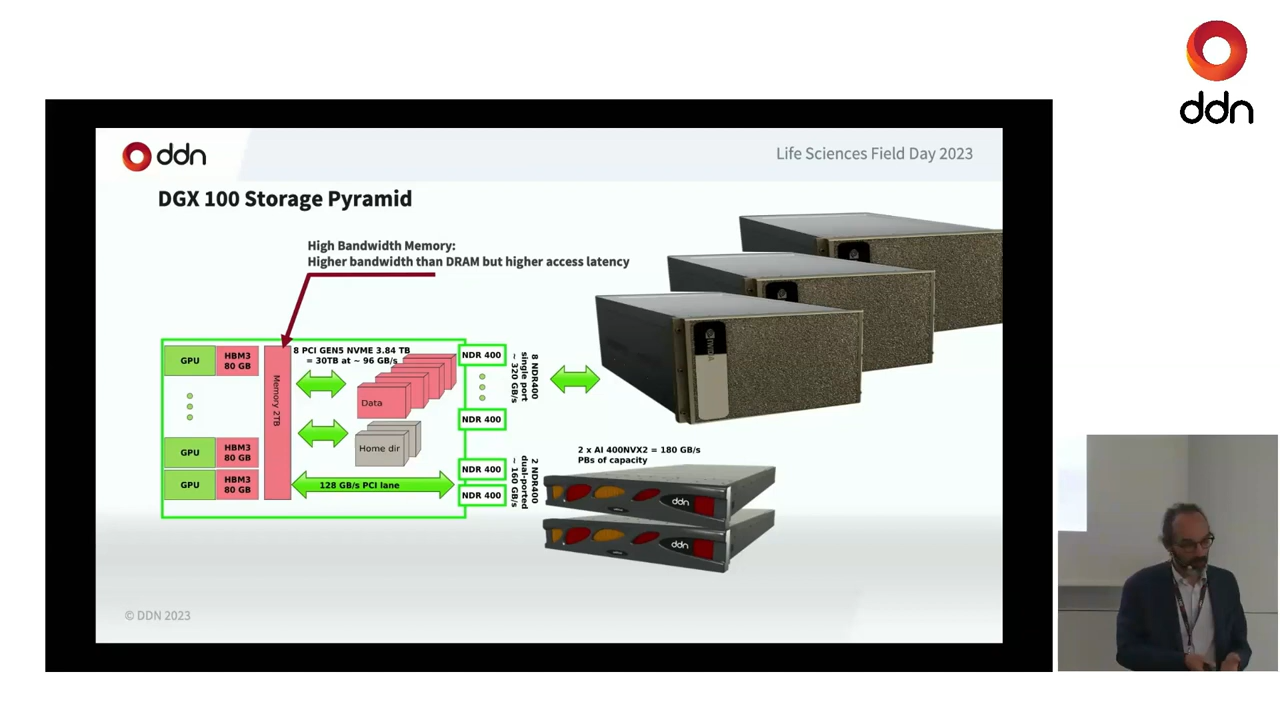 ddn
ddn
Life Sciences Field Day 2023
DGX 100 Storage Pyramid
High Bandwidth Memory:
Higher bandwidth than DRAM but higher access latency
GPU
HBM3
80 GB
8 PCI GEN5 NVME 3.84 TB
= 30TB at ~ 96 GB/s
Memory 2TB
Data
Home dir
GPU
HBM3
80 GB
GPU
HBM3
80 GB
128 GB/s PCI lane
NDR 400
NDR 400
8 NDR400
single port
~ 320 GB/s
NDR 400
NDR 400
2 NDR400
dual-ported
~ 160 GB/s
nVIDIA
2 x AI 400NVX2 = 180 GB/s
PBs of capacity
ddn
ddn
© DDN 2023